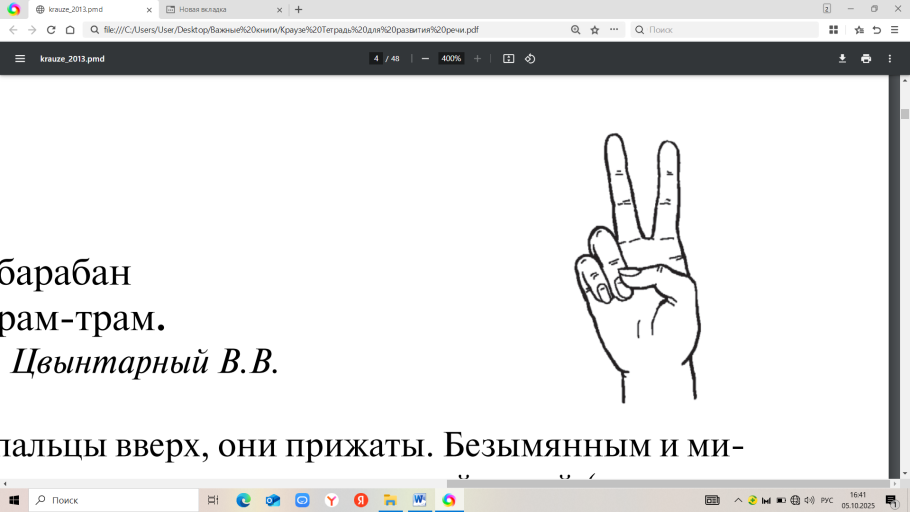 krauze_2013.pmd
Новая вкладка
file:///C:/Users/User/Desktop/Важные%20книги/Краузе%20Тетрадь%20для%20развития%20речи.pdf
Поиск
krauze_2013.pmd
4 / 48
400%
барабан
рам-трам.
Цвынтарный В.В.
пальцы вверх, они прижаты. Безымянным и ми-
Поиск
РУС
16:41
05.10.2025